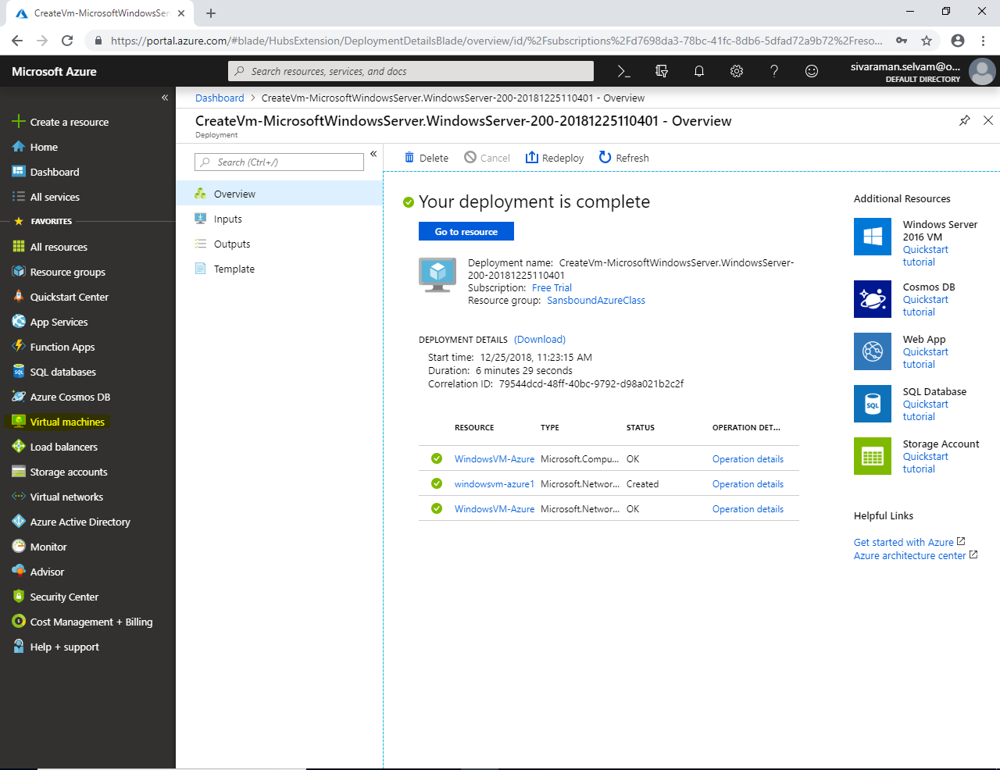 CreateVm-MicrosoftWindowsSer
https://portal.azure.com/#blade/HubsExtension/DeploymentDetailsBlade/overview/id/%2Fsubscriptions%2Fd7698da3-78bc-41fc-8db6-5dfad72a9b72%2Freso...
Microsoft Azure
Search resources, services, and docs
sivaraman.selvam@o...
DEFAULT DIRECTORY
Create a resource
Home
Dashboard
All services
FAVORITES
All resources
Resource groups
Quickstart Center
App Services
Function Apps
SQL databases
Azure Cosmos DB
Virtual machines
Load balancers
Storage accounts
Virtual networks
Azure Active Directory
Monitor
Advisor
Security Center
Cost Management + Billing
Help + support
Dashboard > CreateVm-MicrosoftWindowsServer.WindowsServer-200-20181225110401 - Overview
CreateVm-MicrosoftWindowsServer.WindowsServer-200-20181225110401 - Overview
Deployment
Search (Ctrl+/)
Overview
Inputs
Outputs
Template
Delete
Cancel
Redeploy
Refresh
Your deployment is complete
Go to resource
Deployment name: CreateVm-MicrosoftWindowsServer.WindowsServer-
200-20181225110401
Subscription: Free Trial
Resource group: SansboundAzureClass
DEPLOYMENT DETAILS (Download)
Start time: 12/25/2018, 11:23:15 AM
Duration: 6 minutes 29 seconds
Correlation ID: 79544dcd-48ff-40bc-9792-d98a021b2c2f
RESOURCE TYPE STATUS OPERATION DET...
WindowsVM-Azure Microsoft.Compu... OK Operation details
windowsvm-azure1 Microsoft.Networ... Created Operation details
WindowsVM-Azure Microsoft.Networ... OK Operation details
Additional Resources
Windows Server
2016 VM
Quickstart
tutorial
Cosmos DB
Quickstart
tutorial
Web App
Quickstart
tutorial
SQL
SQL Database
Quickstart
tutorial
Storage Account
Quickstart
tutorial
Helpful Links
Get started with Azure
Azure architecture center